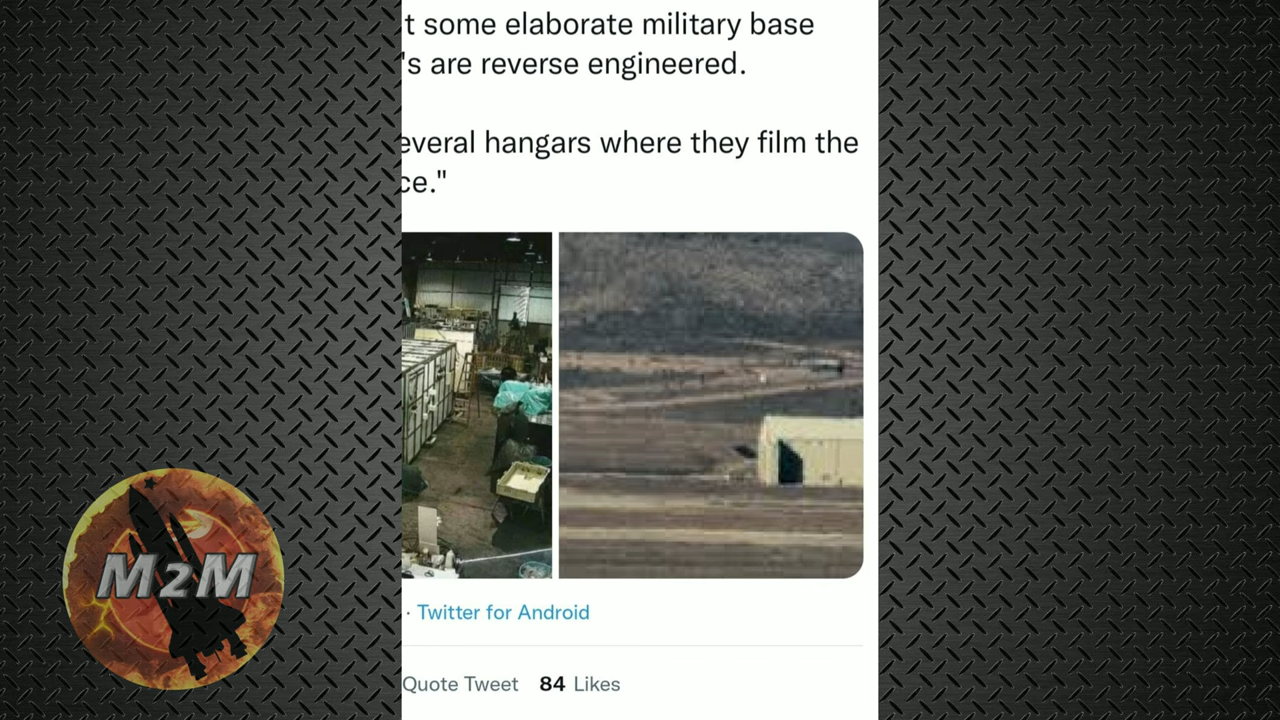 t some elaborate military base
's are reverse engineered.
everal hangars where they film the
ce."
· Twitter for Android
Quote Tweet 84 Likes
M2M